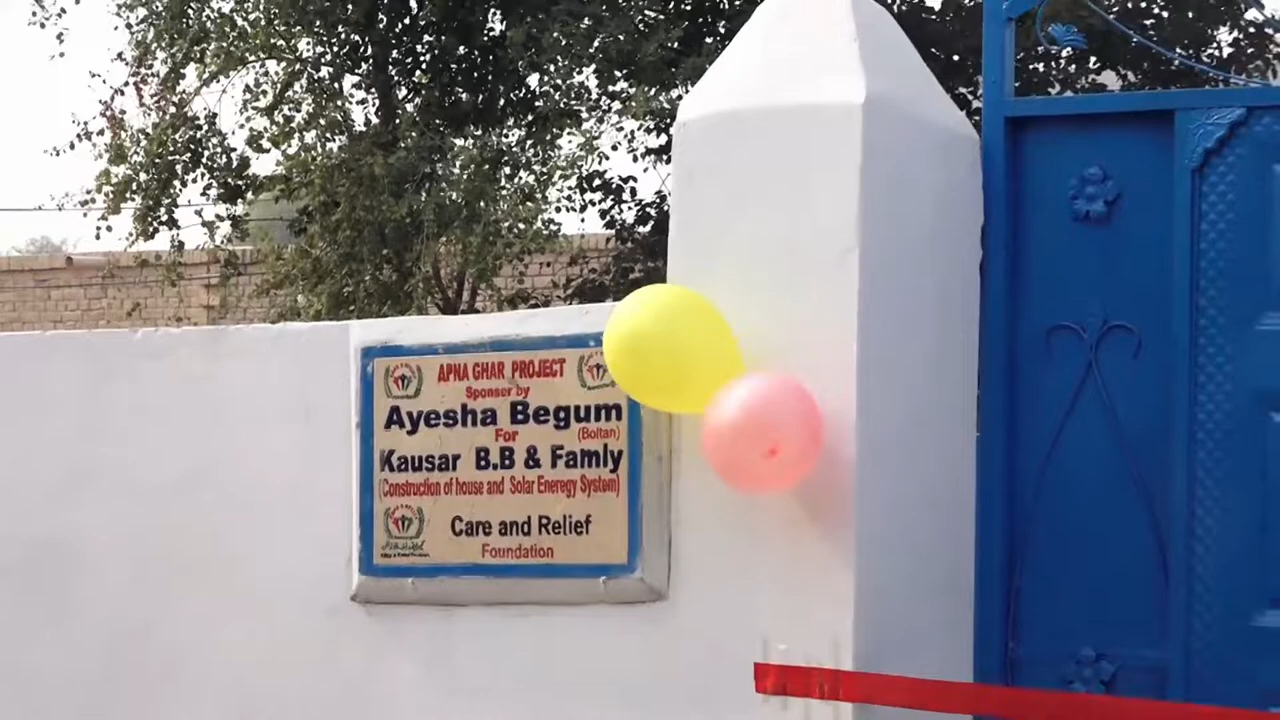 APNA GHAR PROJECT
Sponser by
Ayesha Begum
For
(Boltan)
Kausar B.B & Famly
(Construction of house and Solar Eneregy System)
Care and Relief
Foundation